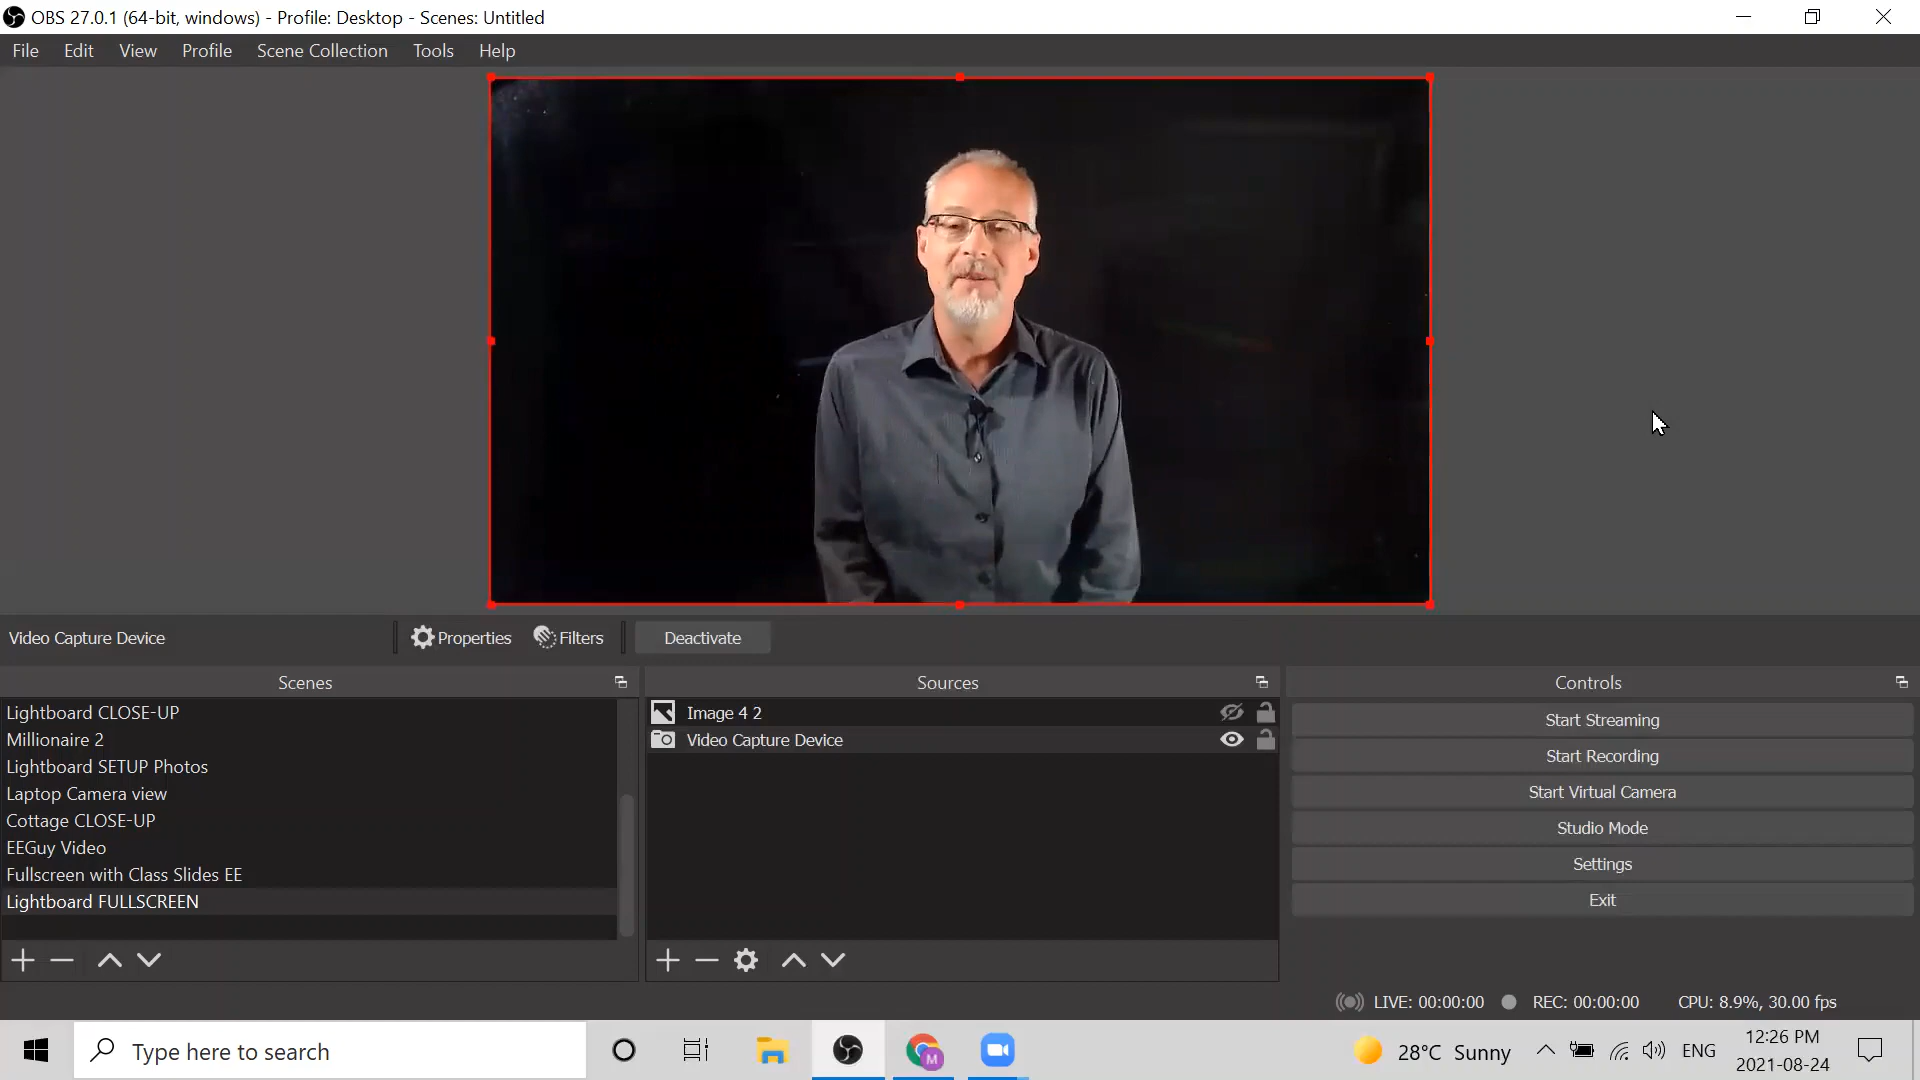 OBS 27.0.1 (64-bit, windows) - Profile: Desktop - Scenes: Untitled
File Edit View Profile Scene Collection Tools Help
Video Capture Device Properties Filters Deactivate
Scenes
Lightboard CLOSE-UP
Millionaire 2
Lightboard SETUP Photos
Laptop Camera view
Cottage CLOSE-UP
EEGuy Video
Fullscreen with Class Slides EE
Lightboard FULLSCREEN
Sources
Image 4 2
Video Capture Device
Controls
Start Streaming
Start Recording
Start Virtual Camera
Studio Mode
Settings
Exit
LIVE: 00:00:00 REC: 00:00:00 CPU: 8.9%, 30.00 fps
Type here to search
M
28°C Sunny
ENG
12:26 PM
2021-08-24